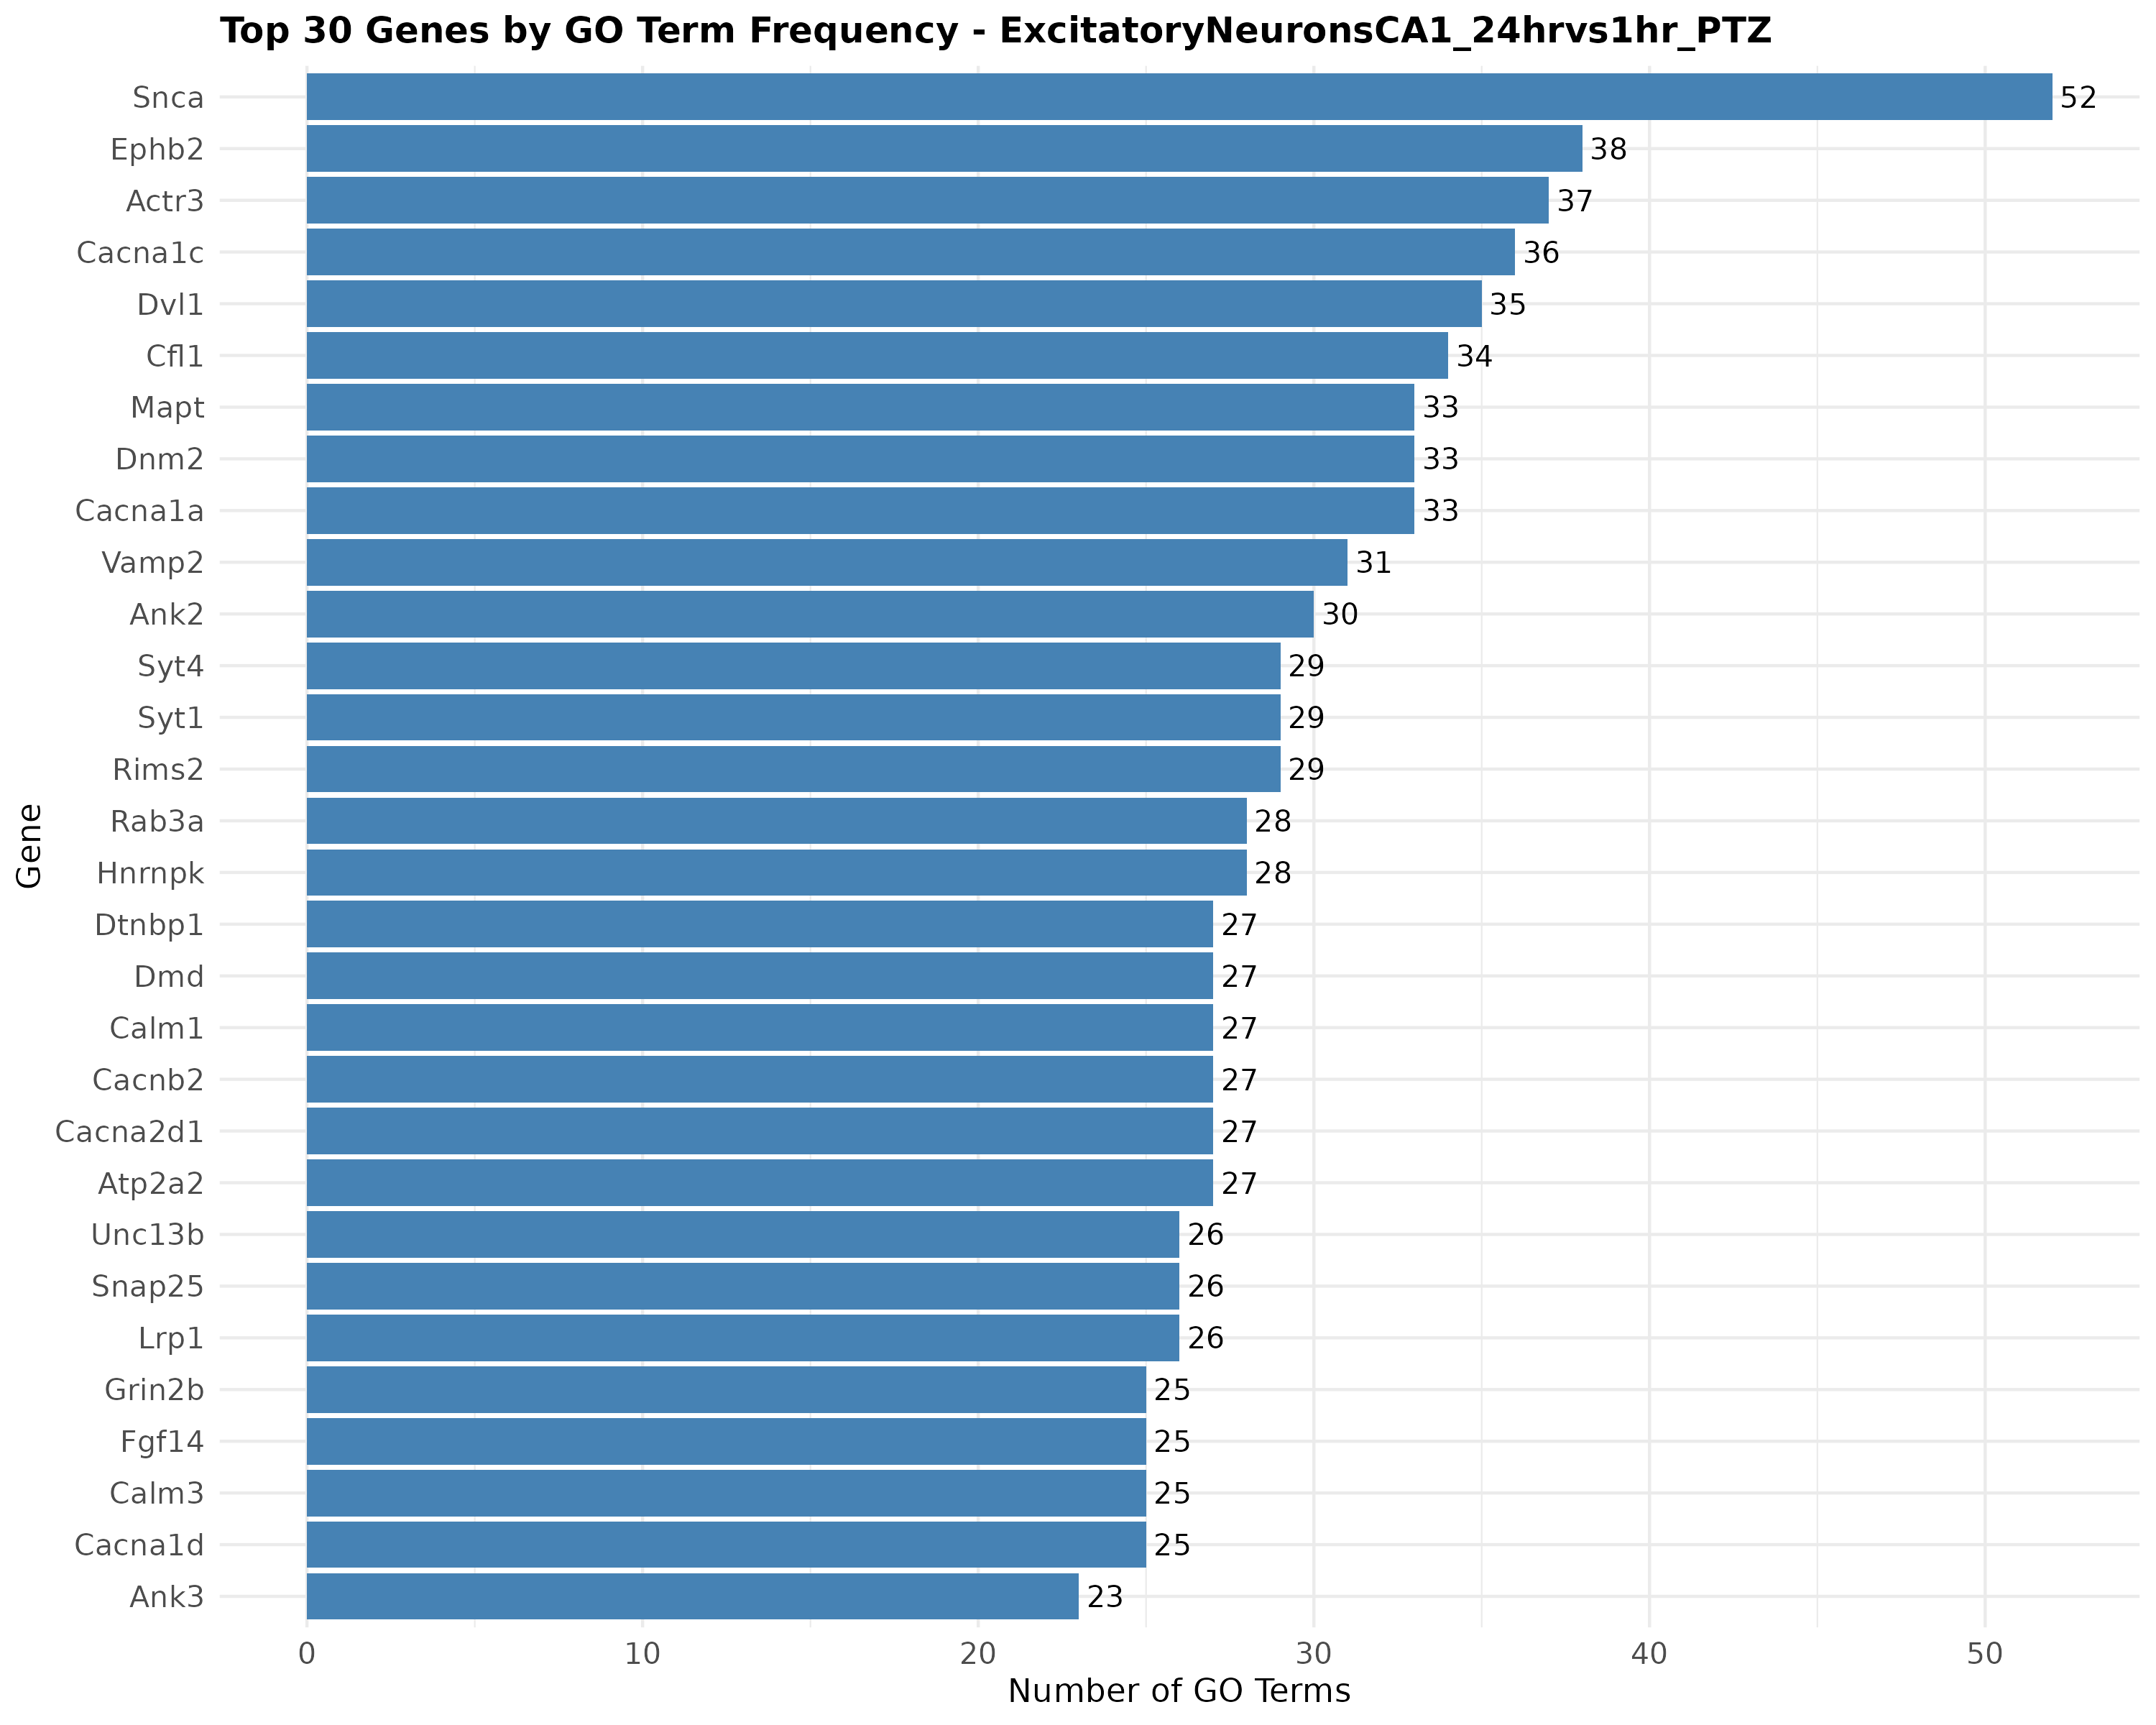 Top 30 Genes by GO Term Frequency - ExcitatoryNeuronsCA1_24hrvs1hr_PTZ
Snca 52
Ephb2 38
Actr3 37
Cacna1c 36
Dvl1 35
Cfl1 34
Mapt 33
Dnm2 33
Cacna1a 33
Vamp2 31
Ank2 30
Syt4 29
Syt1 29
Rims2 29
Rab3a 28
Hnrnpk 28
Dtnbp1 27
Dmd 27
Calm1 27
Cacnb2 27
Cacna2d1 27
Atp2a2 27
Unc13b 26
Snap25 26
Lrp1 26
Grin2b 25
Fgf14 25
Calm3 25
Cacna1d 25
Ank3 23
Gene
0 10 20 30 40 50
Number of GO Terms